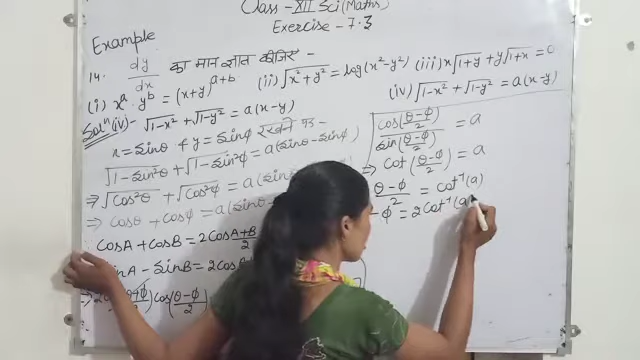 Class - XII Sci (Maths)
Exercise - 7.3
Example
14. dy/dx का मान ज्ञात कीजिए -
(i) x^a · y^b = (x+y)^(a+b) (ii) √(x²+y²) = log(x²-y²) (iii) x√(1+y) + y√(1+x) = 0
(iv) √(1-x²) + √(1-y²) = a(x-y)
Solⁿ (iv) - √(1-x²) + √(1-y²) = a(x-y)
x = sinθ & y = sinφ रखने पर -
√(1-sin²θ) + √(1-sin²φ) = a(sinθ - sinφ)
⇒ √(cos²θ) + √(cos²φ) = a(sinθ
⇒ cosθ + cosφ = a(sinθ
cosA + cosB = 2cos(A+B)/2
sinA - sinB = 2cos
cos((θ-φ)/2)
cos((θ-φ)/2) / sin((θ-φ)/2) = a
⇒ cot((θ-φ)/2) = a
(θ-φ)/2 = cot⁻¹(a)
- φ = 2cot⁻¹(a